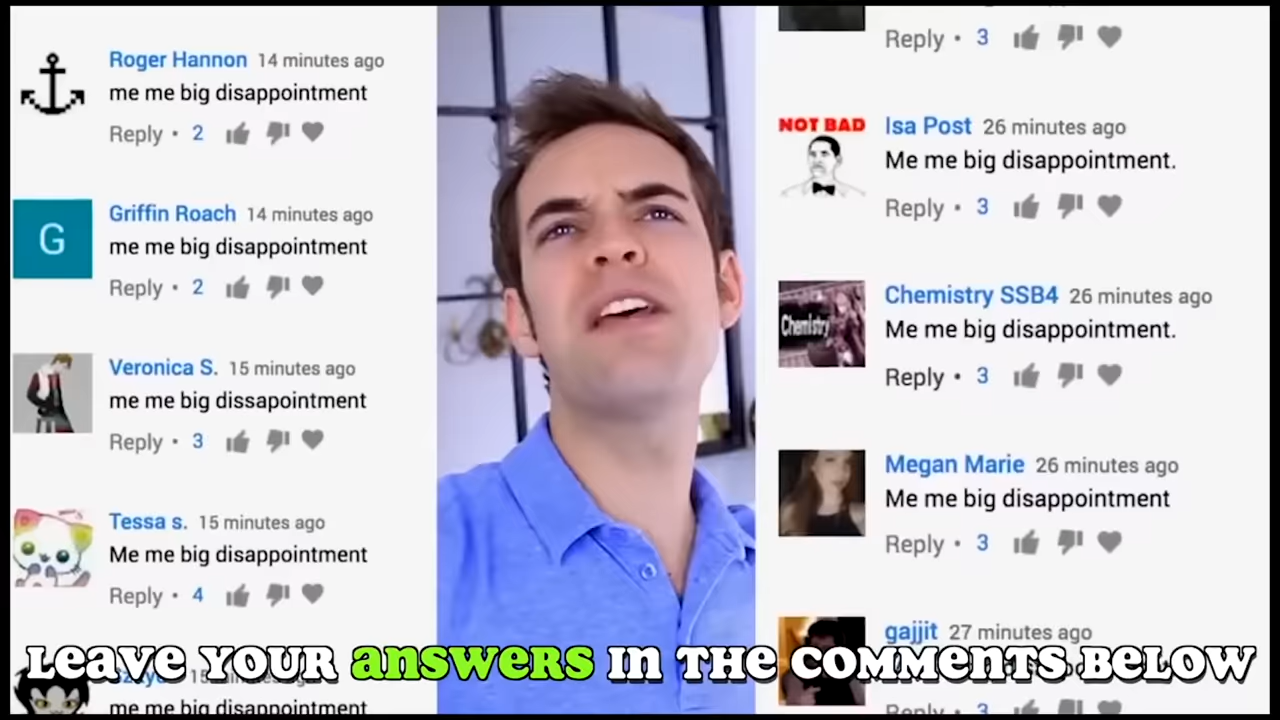 Roger Hannon 14 minutes ago
me me big disappointment
Reply • 2
G
Griffin Roach 14 minutes ago
me me big disappointment
Reply • 2
Veronica S. 15 minutes ago
me me big dissapointment
Reply • 3
Tessa s. 15 minutes ago
Me me big disappointment
Reply • 4
me me big disappointment
Reply • 3
NOT BAD
Isa Post 26 minutes ago
Me me big disappointment.
Reply • 3
Chemistry
Chemistry SSB4 26 minutes ago
Me me big disappointment.
Reply • 3
Megan Marie 26 minutes ago
Me me big disappointment
Reply • 3
gajjit 27 minutes ago
Reply • 3
Leave your answers in the comments below